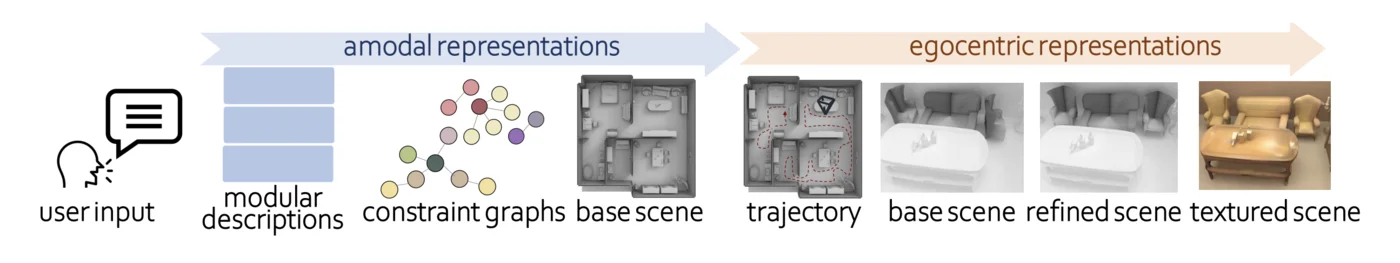 amodal representations
egocentric representations
user input
modular
descriptions
constraint graphs
base scene
trajectory
base scene
refined scene
textured scene